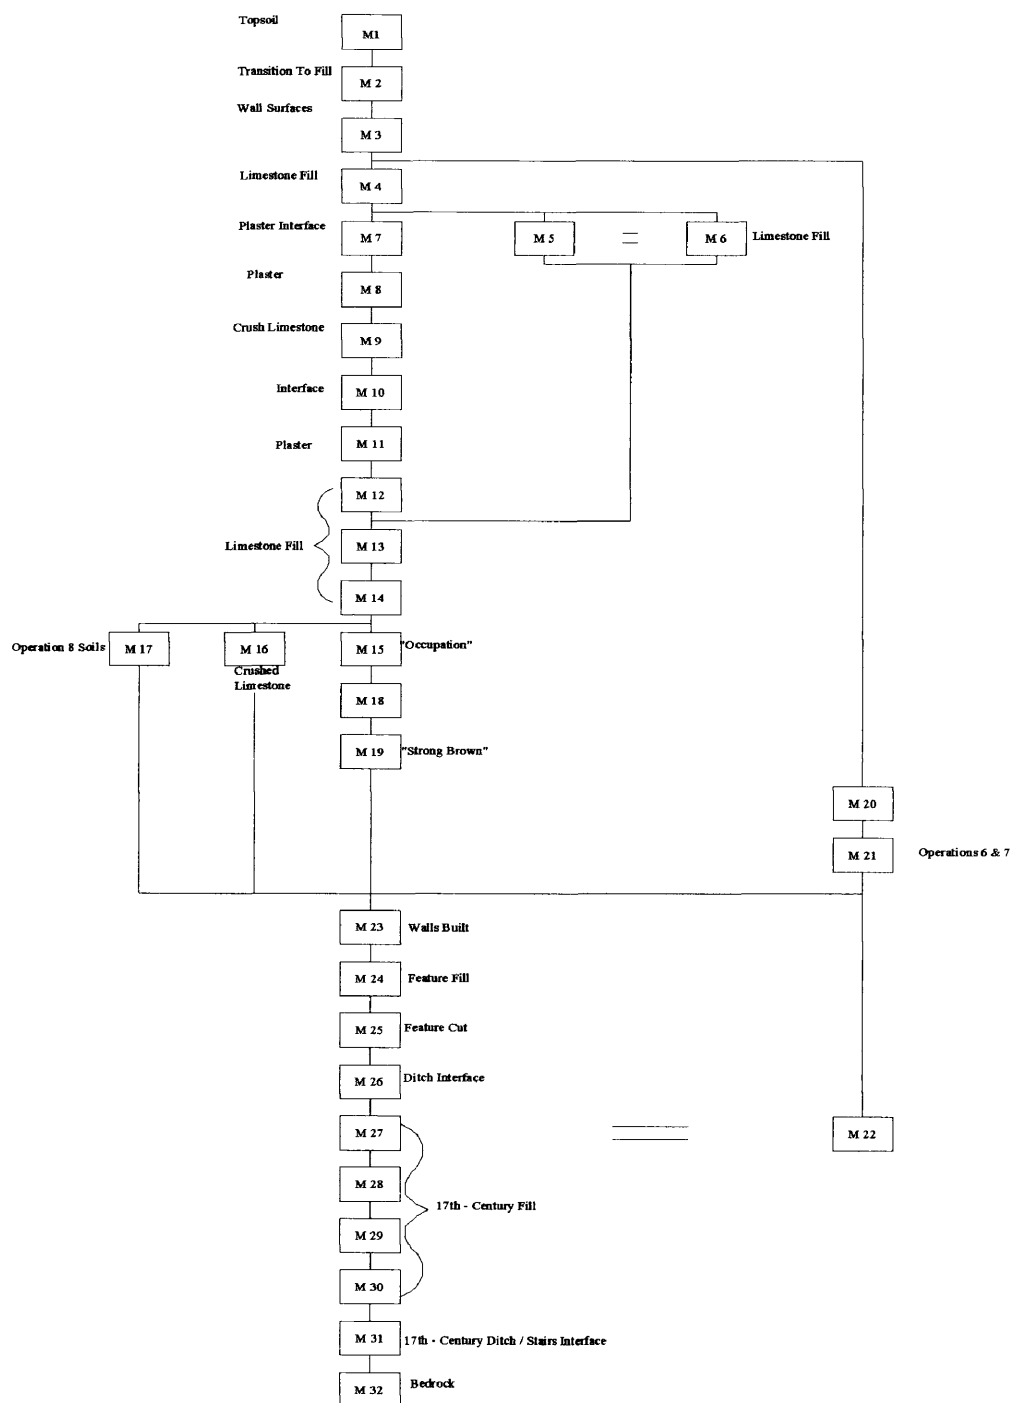 Topsoil
M1
Transition To Fill
M 2
Wall Surfaces
M 3
Limestone Fill
M 4
Plaster Interface
M 7
M 5
M 6
Limestone Fill
Plaster
M 8
Crush Limestone
M 9
Interface
M 10
Plaster
M 11
M 12
Limestone Fill
M 13
M 14
Operation 8 Soils
M 17
M 16
Crushed
Limestone
M 15
"Occupation"
M 18
M 19
"Strong Brown"
M 20
M 21
Operations 6 & 7
M 23
Walls Built
M 24
Feature Fill
M 25
Feature Cut
M 26
Ditch Interface
M 27
M 22
M 28
17th - Century Fill
M 29
M 30
M 31
17th - Century Ditch / Stairs Interface
M 32
Bedrock